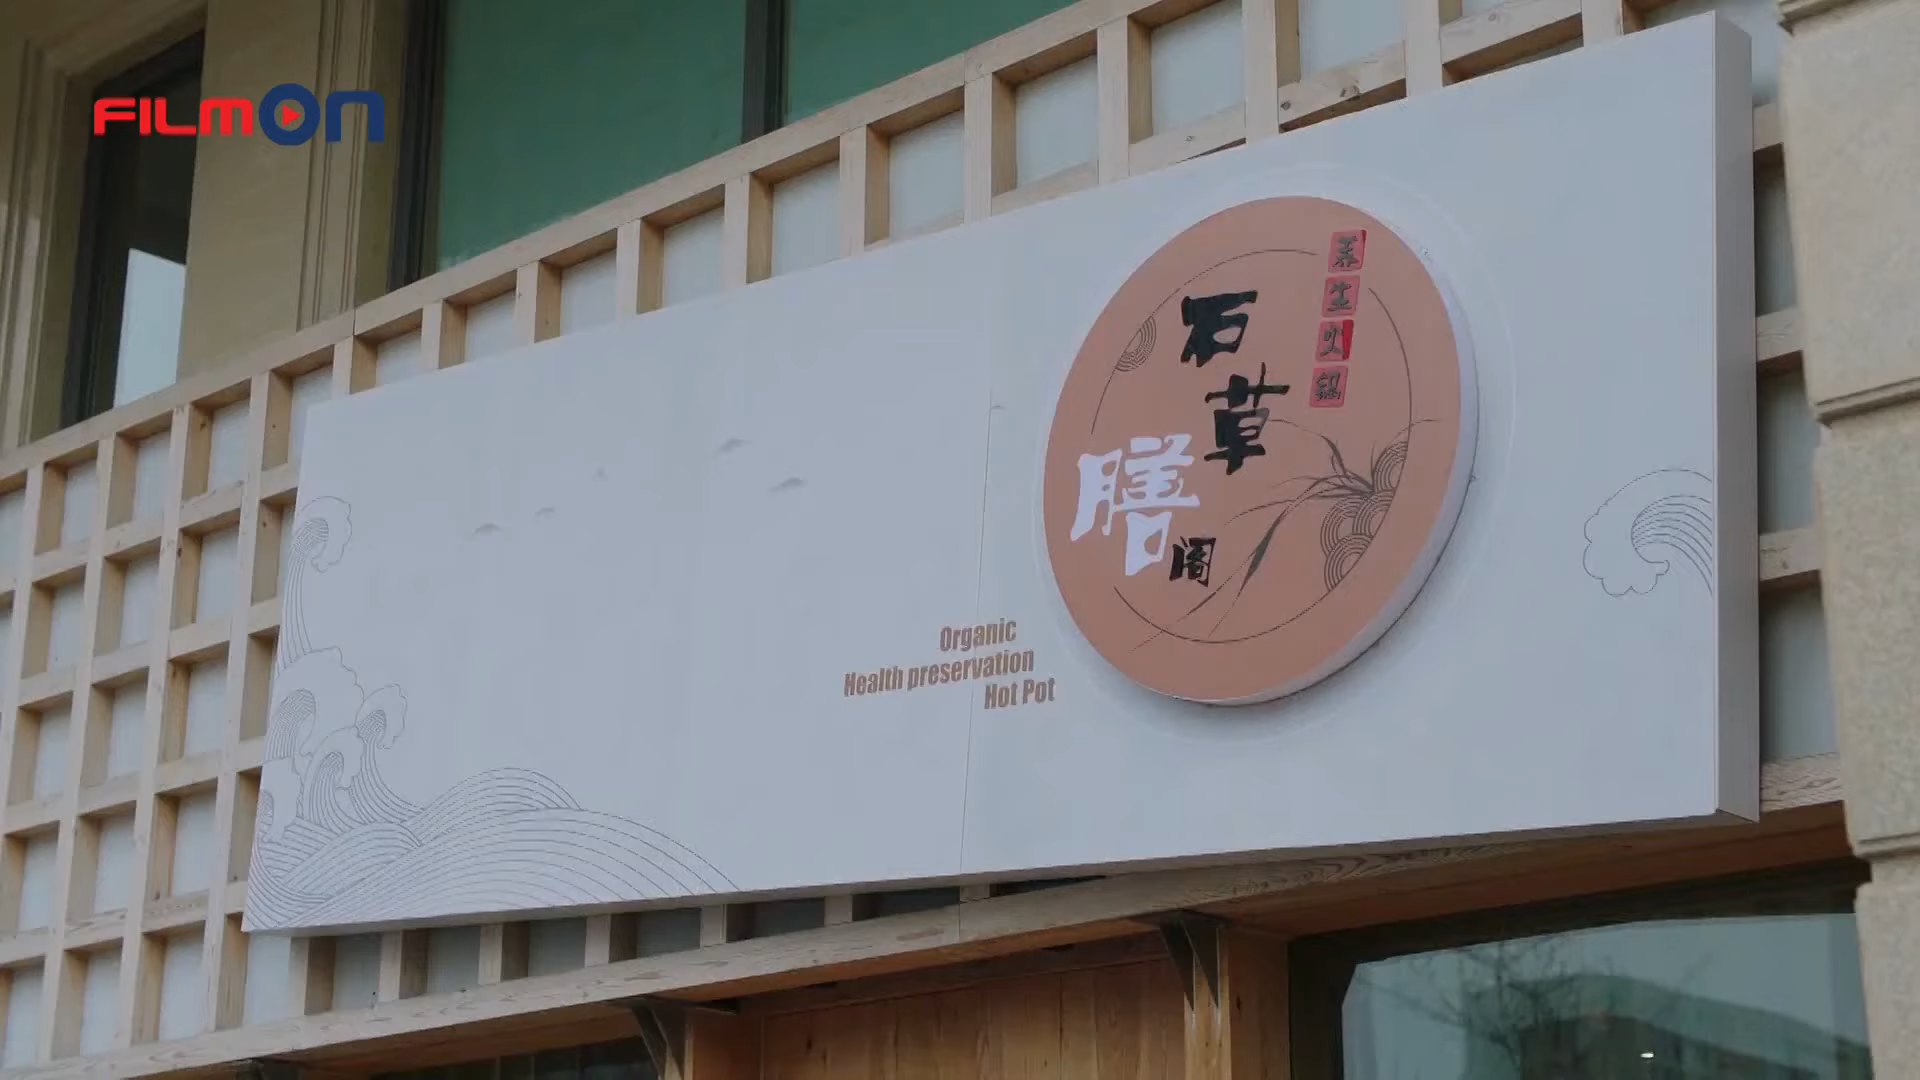 FILMON
养生火锅
石草
膳阁
Organic
Health preservation
Hot Pot